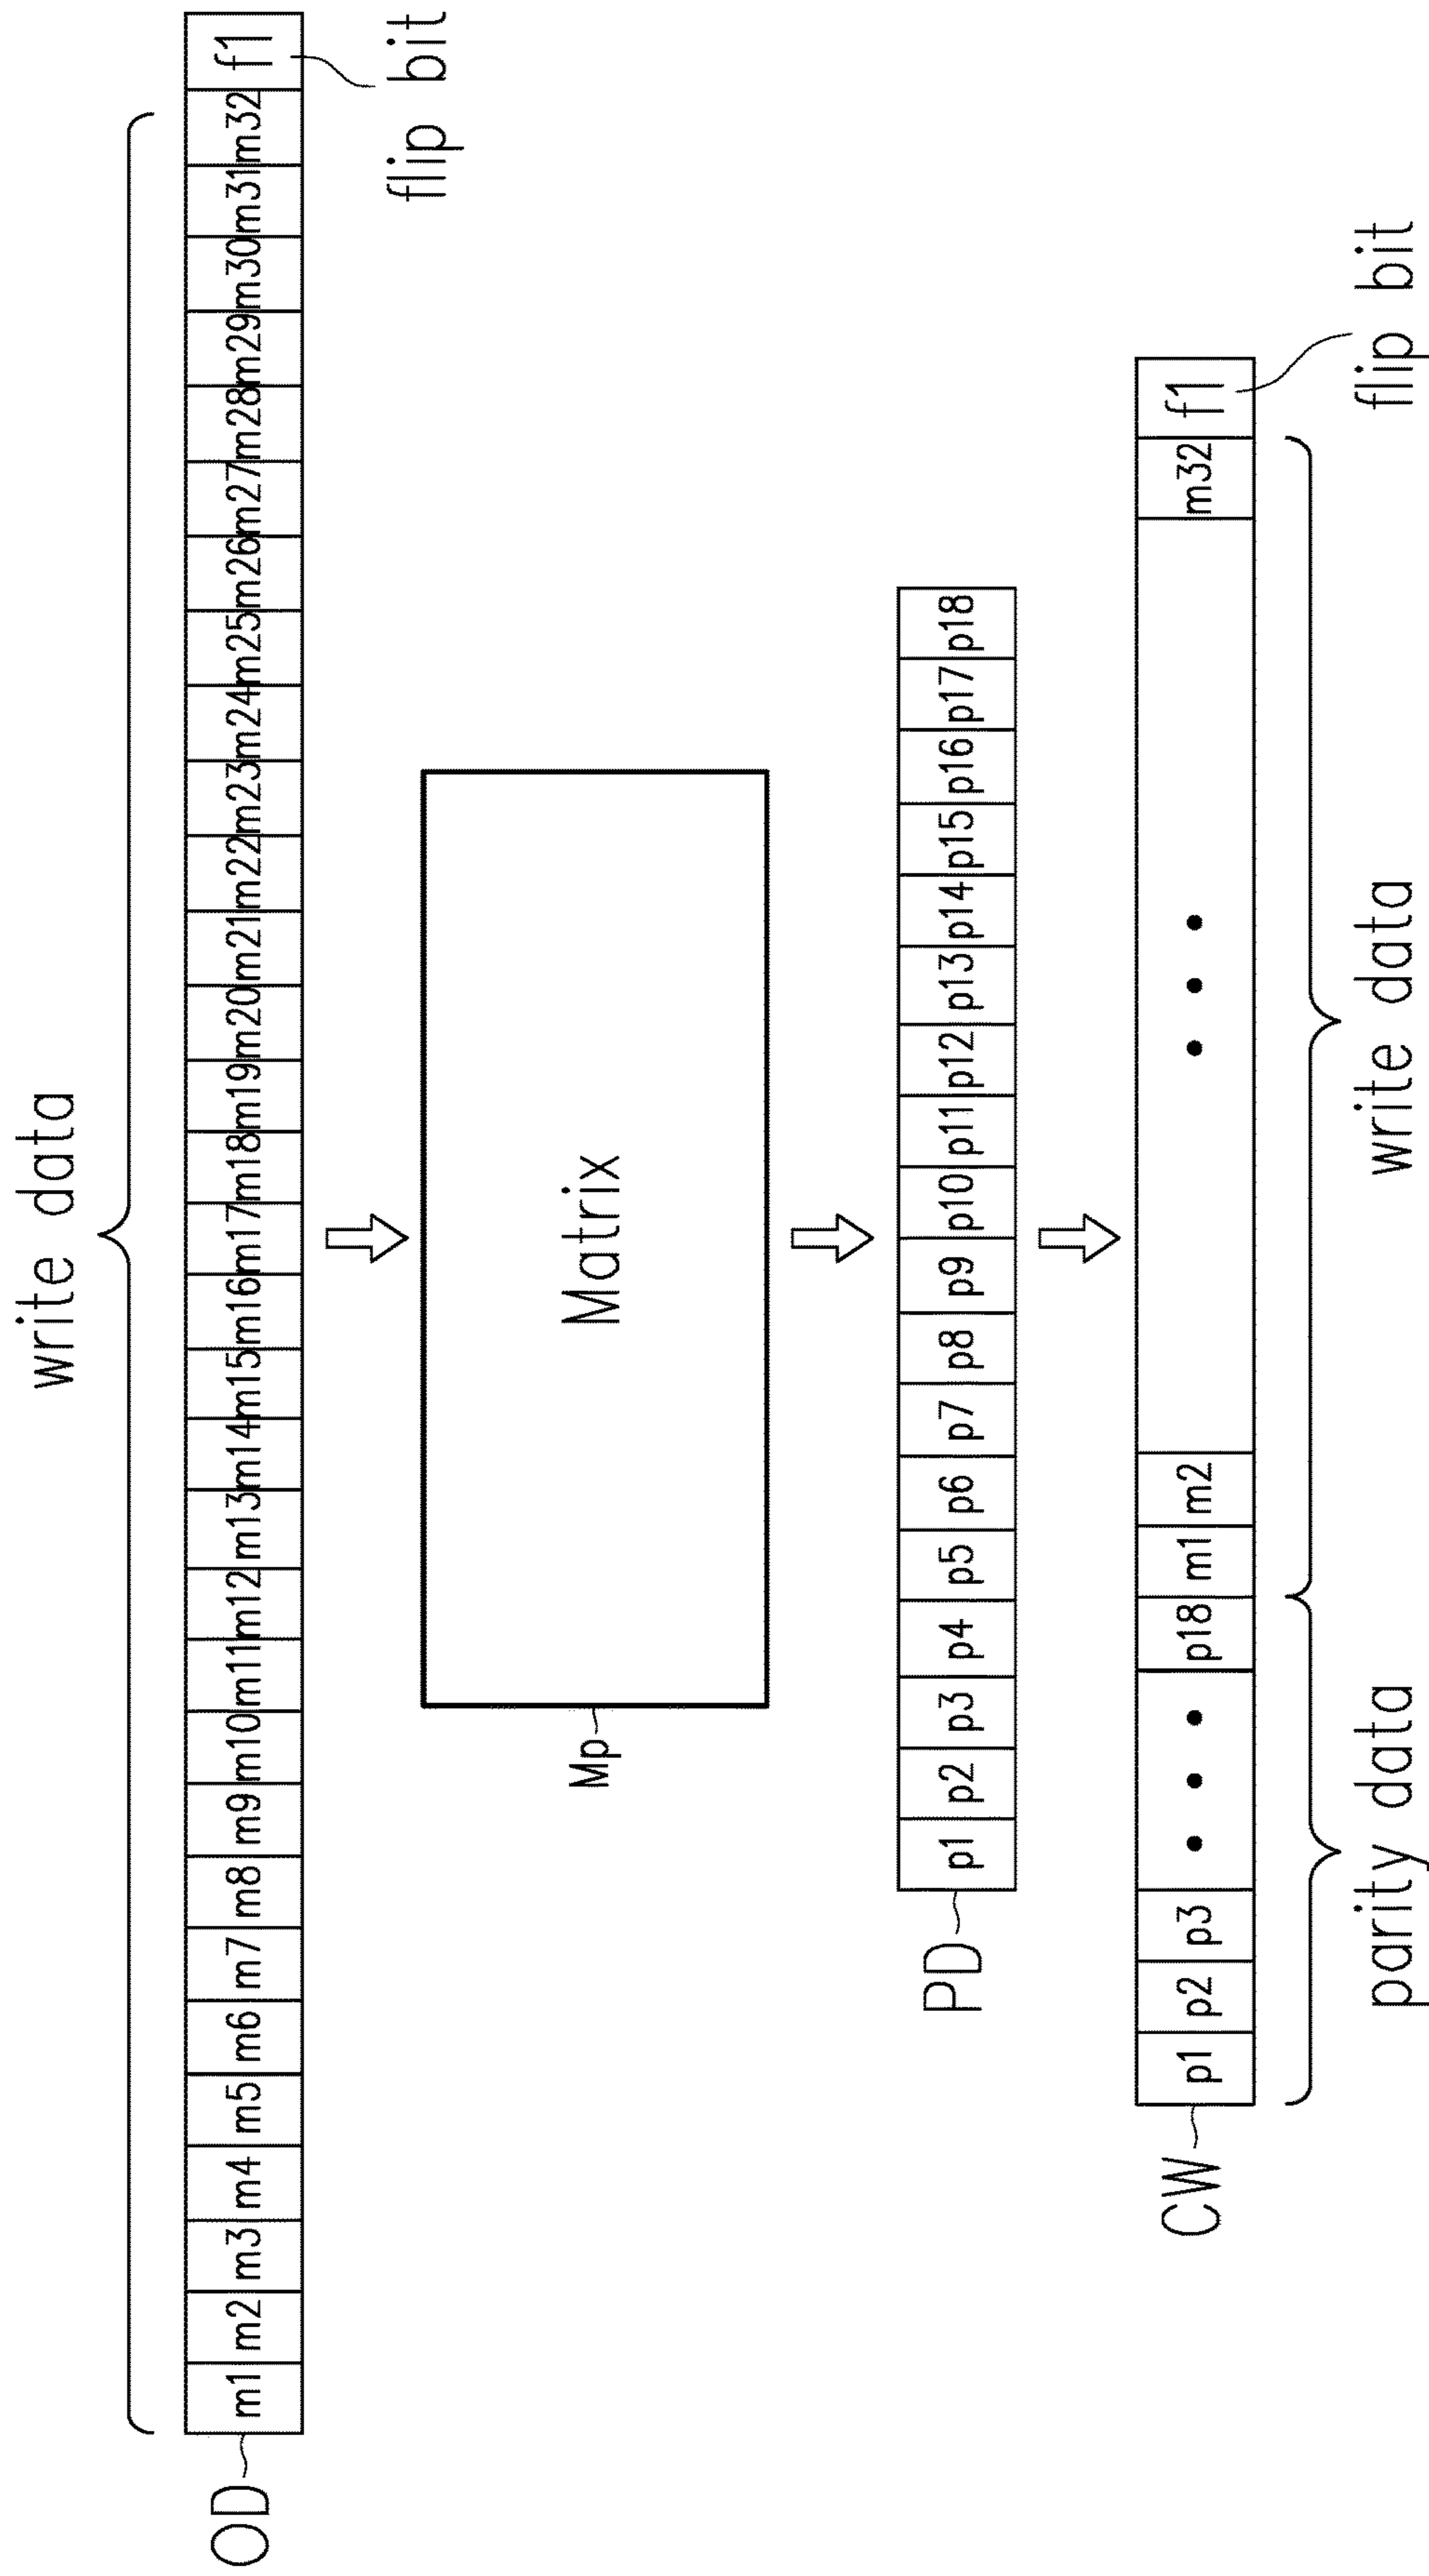 write data
OD m1 m2 m3 m4 m5 m6 m7 m8 m9 m10 m11 m12 m13 m14 m15 m16 m17 m18 m19 m20 m21 m22 m23 m24 m25 m26 m27 m28 m29 m30 m31 m32 f1
flip bit
Mp Matrix
PD p1 p2 p3 p4 p5 p6 p7 p8 p9 p10 p11 p12 p13 p14 p15 p16 p17 p18
CW p1 p2 p3 • • • p18 m1 m2 • • • m32 f1
parity data write data flip bit